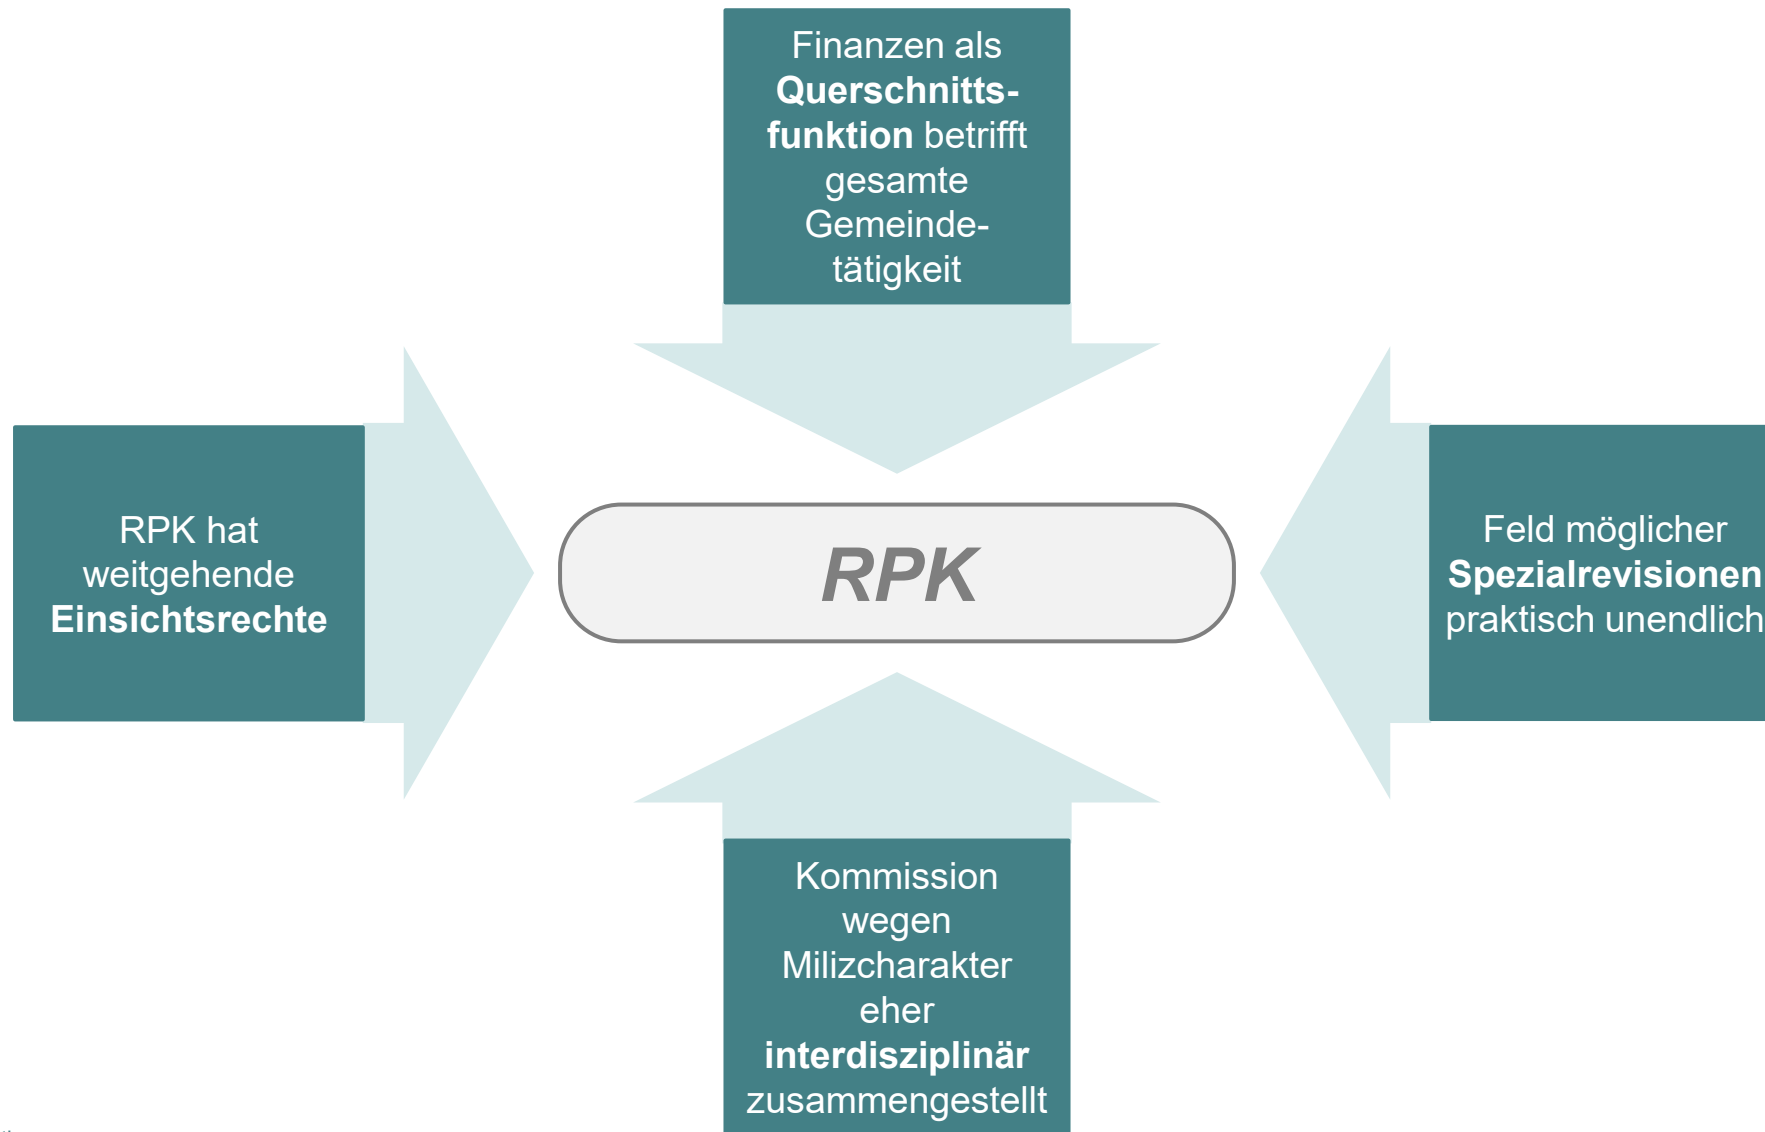 Finanzen als
Querschnitts-
funktion betrifft
gesamte
Gemeinde-
tätigkeit
RPK hat
weitgehende
Einsichtsrechte
RPK
Feld möglicher
Spezialrevisionen
praktisch unendlich
Kommission
wegen
Milizcharakter
eher
interdisziplinär
zusammengestellt